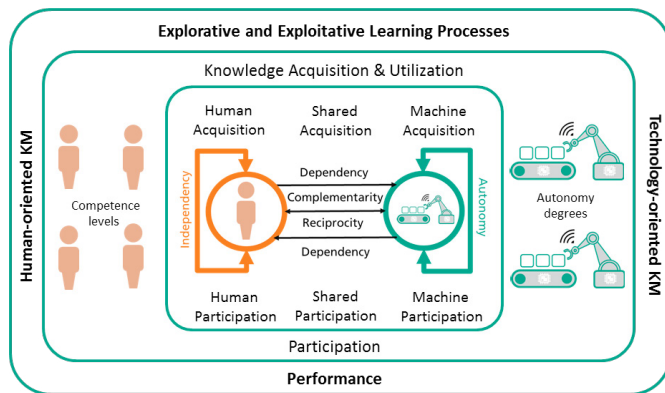 Explorative and Exploitative Learning Processes
Knowledge Acquisition & Utilization
Human-oriented KM
Technology-oriented KM
Human
Acquisition
Shared
Acquisition
Machine
Acquisition
Competence
levels
Independency
Dependency
Complementarity
Reciprocity
Dependency
Autonomy
Autonomy
degrees
Human
Participation
Shared
Participation
Machine
Participation
Participation
Performance